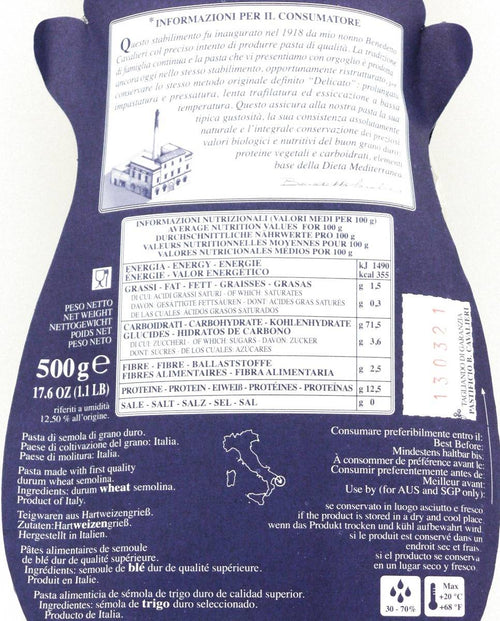 *INFORMAZIONI PER IL CONSUMATORE
Questo stabilimento fu inaugurato nel 1918 da mio nonno Benedetto
Cavalieri col preciso intento di produrre pasta di qualità. La tradizione
di famiglia continua e la pasta che vi presentiamo con orgoglio è prodotta
ancora oggi nello stesso stabilimento, opportunamente ristrutturato,
conservare lo stesso metodo originale definito "Delicato": prolungate
impastatura e pressatura, lenta trafilatura ed essiccazione a bassa
temperatura. Questo assicura alla nostra pasta la sua
tipica gustosità, la sua consistenza assolutamente
naturale e l'integrale conservazione dei preziosi
valori biologici e nutritivi del buon grano duro:
proteine vegetali e carboidrati, elementi
base della Dieta Mediterranea
INFORMAZIONI NUTRIZIONALI (VALORI MEDI PER 100 g)
AVERAGE NUTRITION VALUES FOR 100 g
DURCHSCHNITTLICHE NÄHRWERTE PRO 100 g
VALEURS NUTRITIONNELLES MOYENNES POUR 100 g
VALORES NUTRICIONALES MÉDIOS POR 100 g
ENERGIA - ENERGY - ENERGIE kJ 1490
ÉNERGIE - VALOR ENERGÉTICO kcal 355
GRASSI - FAT - FETT - GRAISSES - GRASAS g 1,5
DI CUI ACIDI GRASSI SATURI - OF WHICH SATURATES
DAVON GESÄTTIGTE FETTSÄUREN - DONT ACIDES GRAS SATURÉS g 0,3
DE LAS CUALES ACIDOS GRASOS SATURADOS
CARBOIDRATI - CARBOHYDRATE - KOHLENHYDRATE g 71,5
GLUCIDES - HIDRATOS DE CARBONO
DI CUI ZUCCHERI - OF WHICH SUGARS - DAVON ZUCKER g 3,6
DONT SUCRES - DE LOS CUALES AZUCARES
FIBRE - FIBRE - BALLASTSTOFFE g 2,5
FIBRES ALIMENTAIRES - FIBRA ALIMENTARIA
PROTEINE - PROTEIN - EIWEIß - PROTÉINES - PROTEÍNAS g 12,5
SALE - SALT - SALZ - SEL - SAL g 0
PESO NETTO
NET WEIGHT
NETTOGEWICHT
POIDS NET
PESO NETO
500 g e
17.6 OZ (1.1 LB)
riferiti a umidità
12.50 % all'origine.
130321
TAGLIANDO DI GARANZIA
PASTIFICIO B. CAVALIERI
Pasta di semola di grano duro.
Paese di coltivazione del grano: Italia.
Paese di molitura: Italia.
Pasta made with first quality
durum wheat semolina.
Ingredients: durum wheat semolina.
Product of Italy.
Teigwaren aus Hartweizengrieß.
Zutaten: Hartweizengrieß.
Hergestellt in Italien.
Pâtes alimentaires de semoule
de blé dur de qualité supérieure.
Ingrédients: semoule de blé dur de qualité supérieure.
Produit en Italie.
Pasta alimenticia de sémola de trigo duro de calidad superior.
Ingredientes: sémola de trigo duro seleccionado.
Producto de Italia.
Consumare preferibilmente entro il:
Best Before:
Mindestens haltbar bis:
À consommer de préférence avant le:
Consumir preferentemente antes de:
Meilleur avant:
Use by (for AUS and SGP only):
se conservato in luogo asciutto e fresco
if the product is stored in a dry and cool place
wenn das Produkt trocken und kühl aufbewahrt wird
si le produit est conservé dans un
endroit sec et frais
si el producto se conserva
en un lugar seco y fresco
30 - 70%
Max
+20 °C
+68 °F